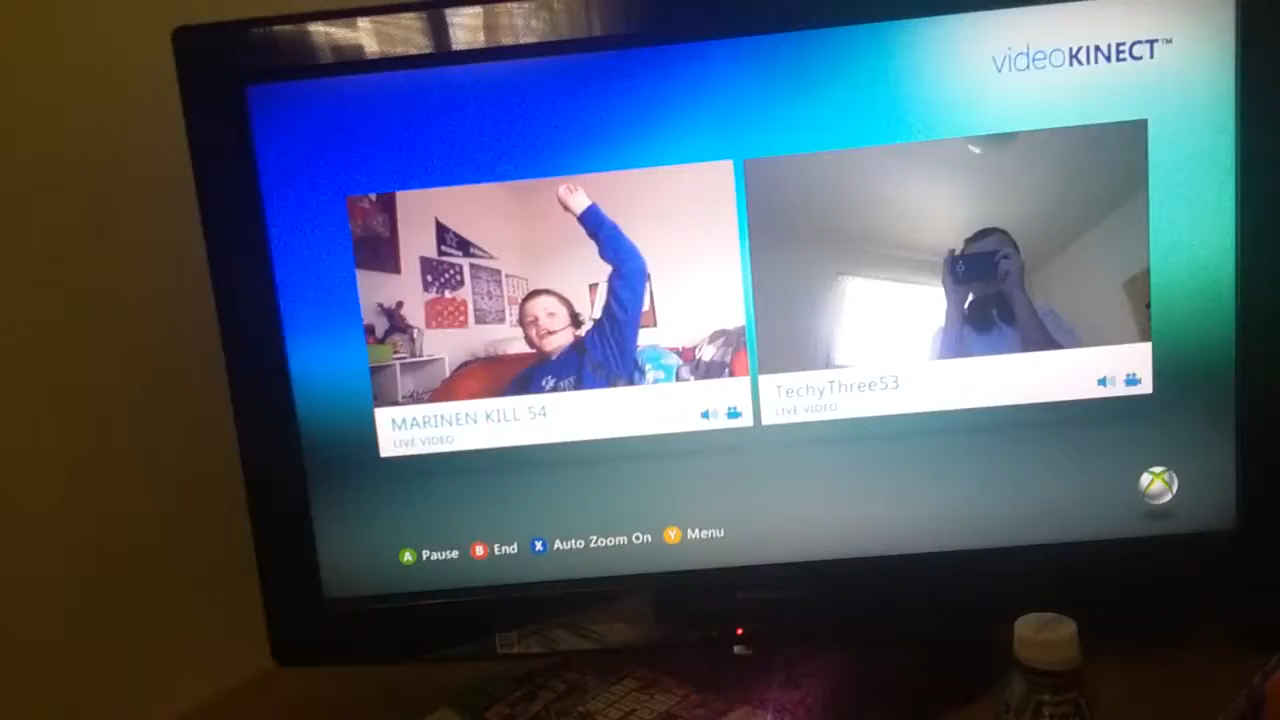 videoKINECT™
MARINEN KILL 54
LIVE VIDEO
TechyThree53
LIVE VIDEO
A Pause B End X Auto Zoom On Y Menu